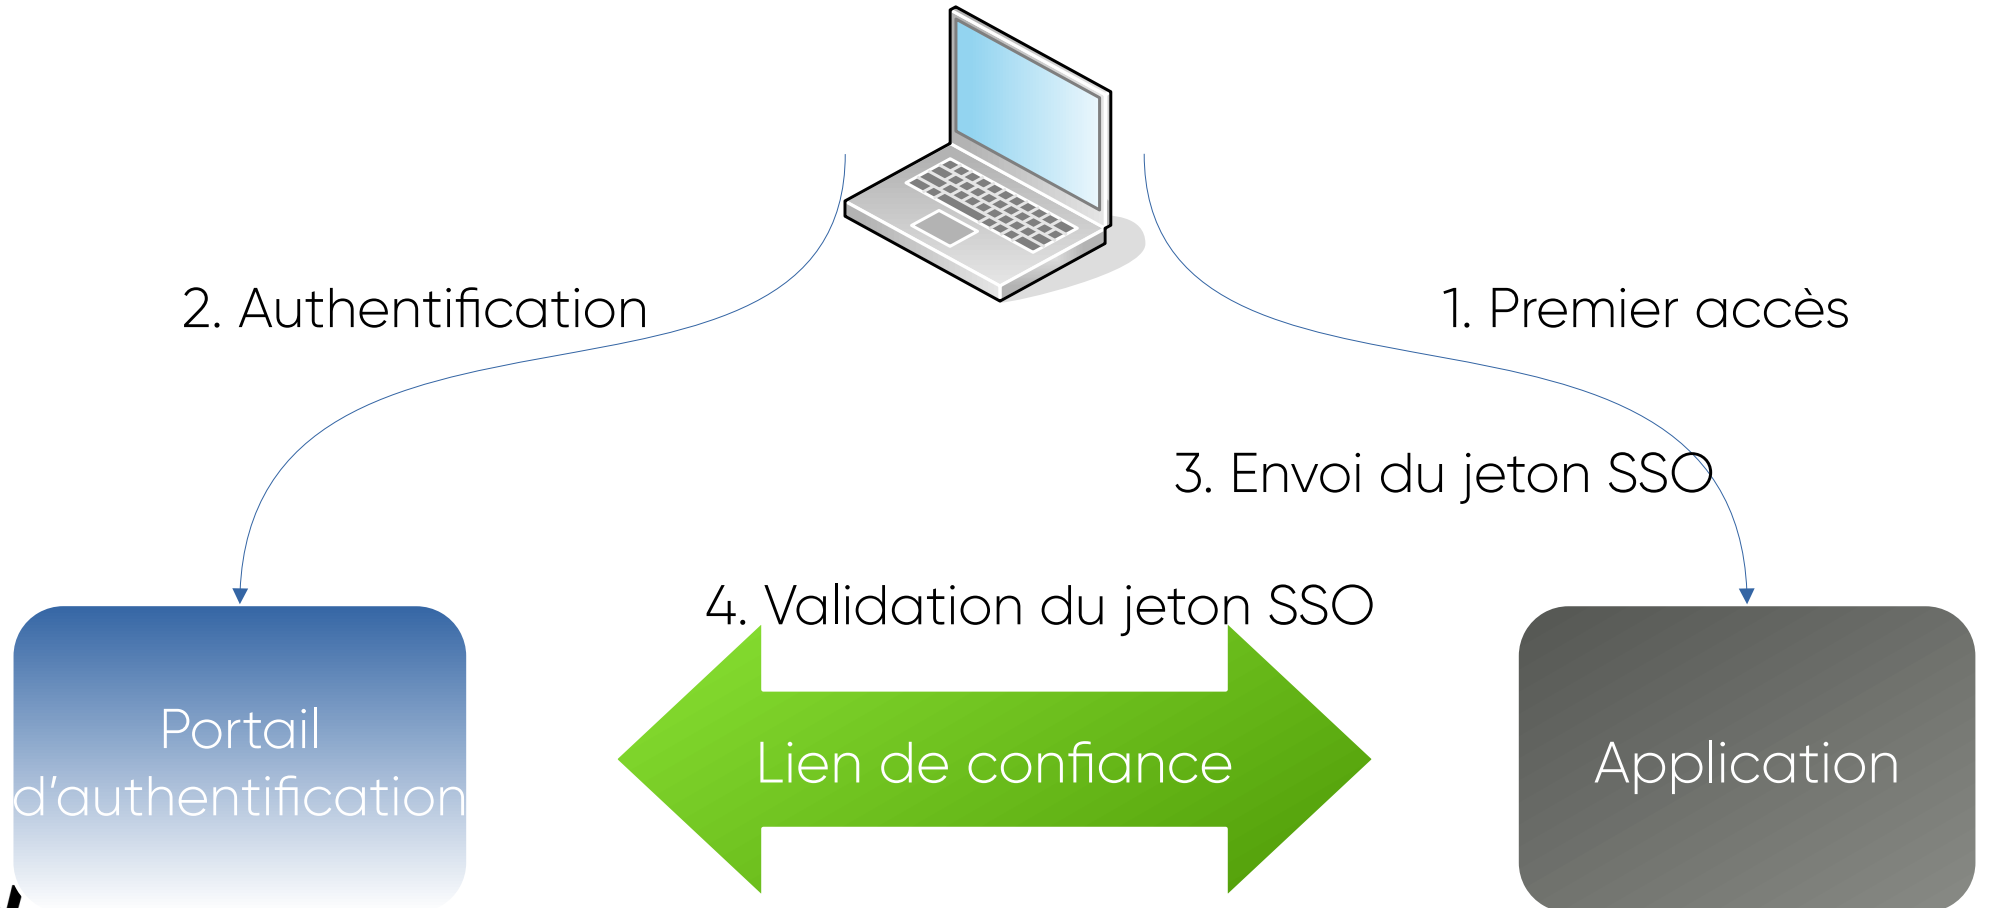 2. Authentification
1. Premier accès
3. Envoi du jeton SSO
4. Validation du jeton SSO
Portail
d’authentification
Lien de confiance
Application